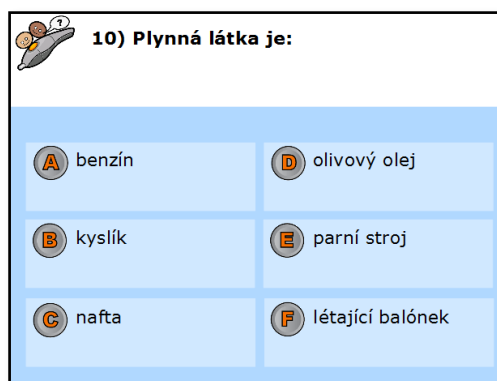 ?
10) Plynná látka je:
A benzín
D olivový olej
B kyslík
E parní stroj
C nafta
F létající balónek